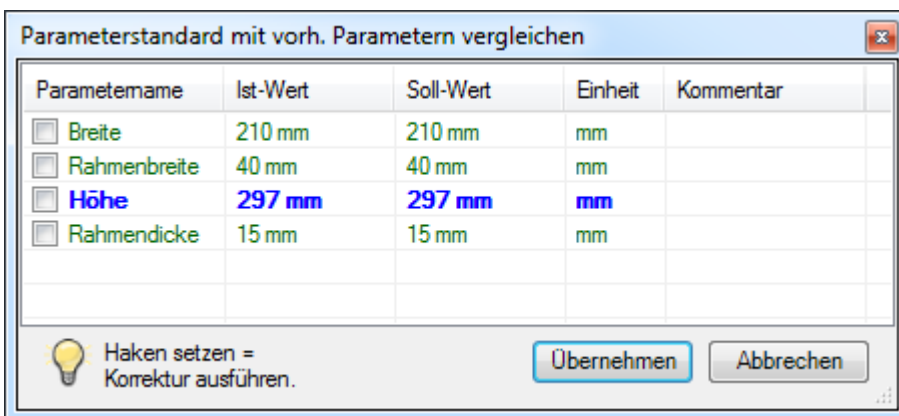 Parameterstandard mit vorh. Parametern vergleichen
Parametername Ist-Wert Soll-Wert Einheit Kommentar
Breite 210 mm 210 mm mm
Rahmenbreite 40 mm 40 mm mm
Höhe 297 mm 297 mm mm
Rahmendicke 15 mm 15 mm mm
Haken setzen =
Korrektur ausführen.
Übernehmen Abbrechen